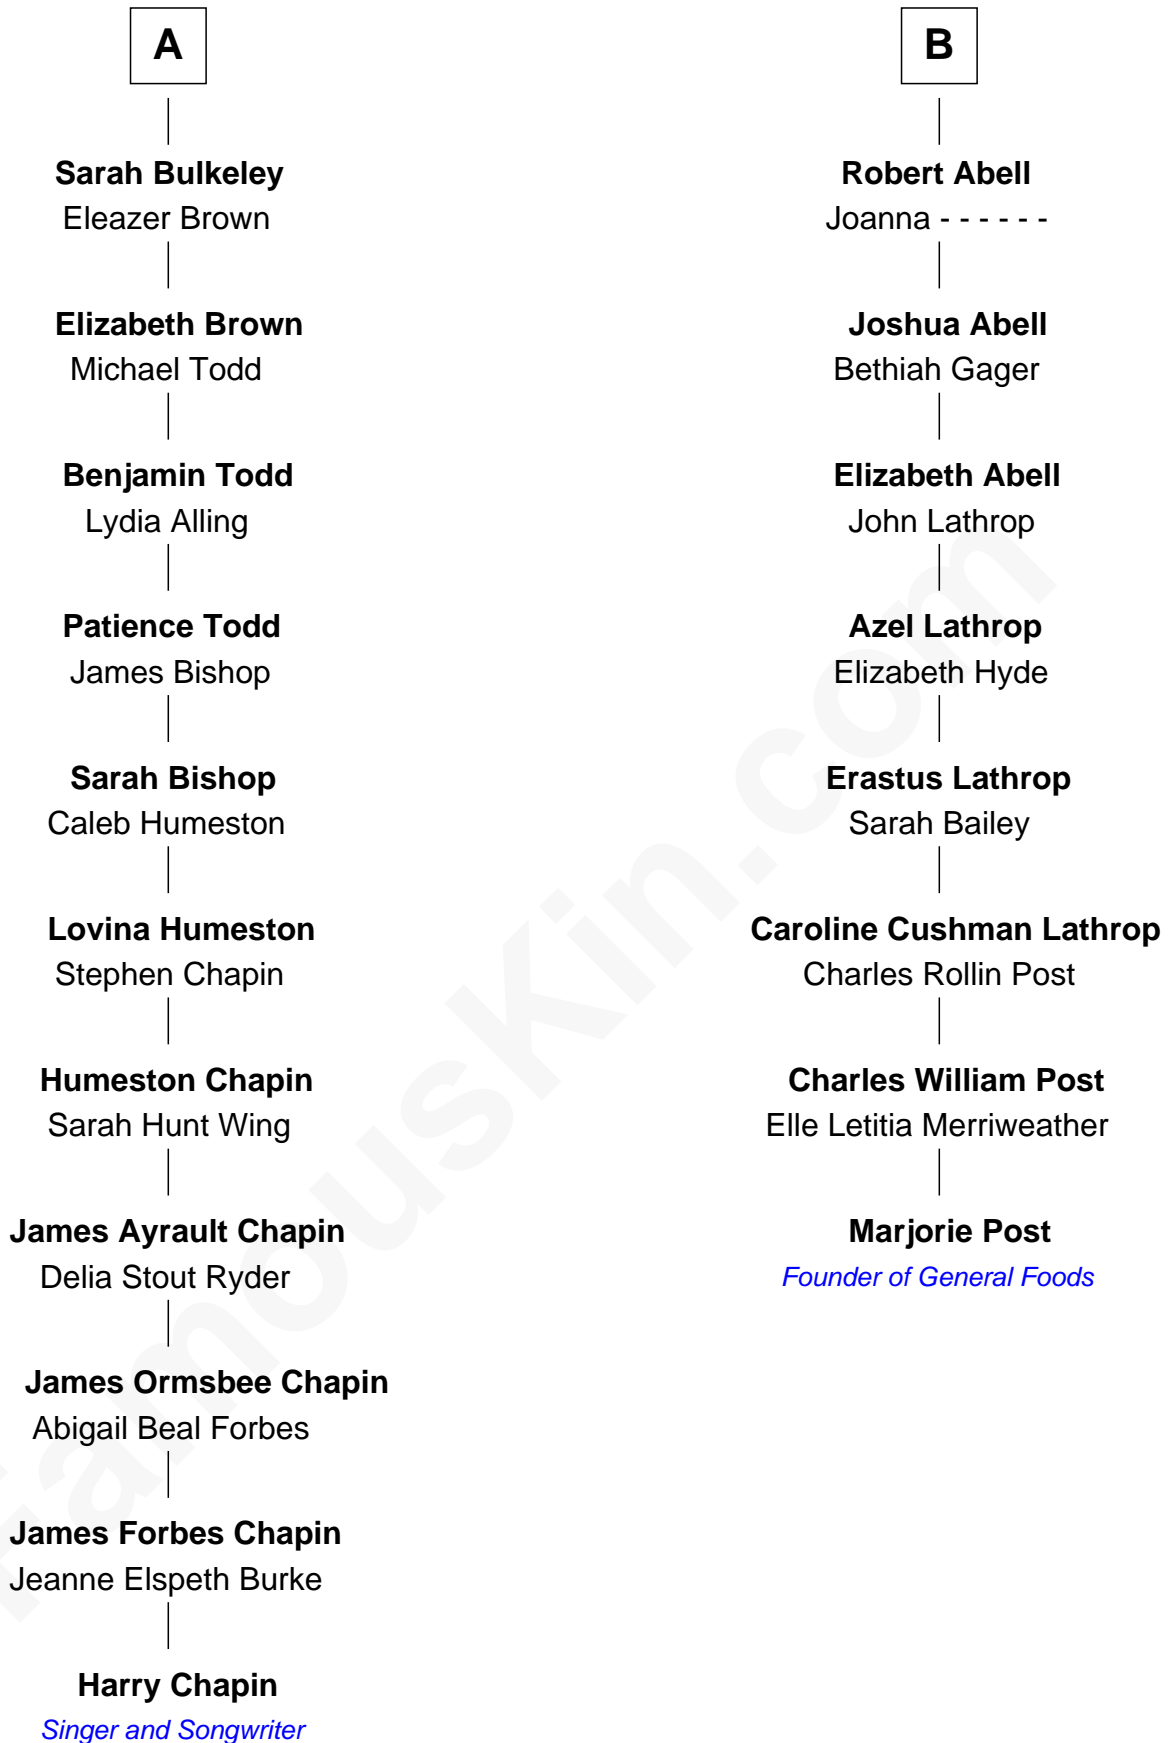 A
Sarah Bulkeley
Eleazer Brown
Elizabeth Brown
Michael Todd
Benjamin Todd
Lydia Alling
Patience Todd
James Bishop
Sarah Bishop
Caleb Humeston
Lovina Humeston
Stephen Chapin
Humeston Chapin
Sarah Hunt Wing
James Ayrault Chapin
Delia Stout Ryder
James Ormsbee Chapin
Abigail Beal Forbes
James Forbes Chapin
Jeanne Elspeth Burke
Harry Chapin
Singer and Songwriter
B
Robert Abell
Joanna - - - - - -
Joshua Abell
Bethiah Gager
Elizabeth Abell
John Lathrop
Azel Lathrop
Elizabeth Hyde
Erastus Lathrop
Sarah Bailey
Caroline Cushman Lathrop
Charles Rollin Post
Charles William Post
Elle Letitia Merriweather
Marjorie Post
Founder of General Foods
FamousKin.com